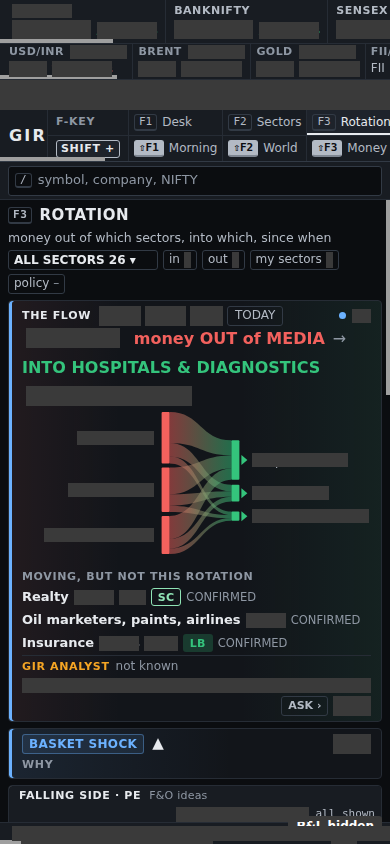 BANKNIFTY
SENSEX
USD/INR
BRENT
GOLD
FII/
FII
GIR
F-KEY
F1 Desk
F2 Sectors
F3 Rotation
SHIFT +
⇧F1 Morning
⇧F2 World
⇧F3 Money
/ symbol, company, NIFTY
F3 ROTATION
money out of which sectors, into which, since when
ALL SECTORS 26 ▾
in
out
my sectors
policy –
THE FLOW
TODAY
money OUT of MEDIA →
INTO HOSPITALS & DIAGNOSTICS
MOVING, BUT NOT THIS ROTATION
Realty SC CONFIRMED
Oil marketers, paints, airlines CONFIRMED
Insurance LB CONFIRMED
GIR ANALYST not known
ASK ›
BASKET SHOCK ▲
WHY
FALLING SIDE · PE F&O ideas
all shown